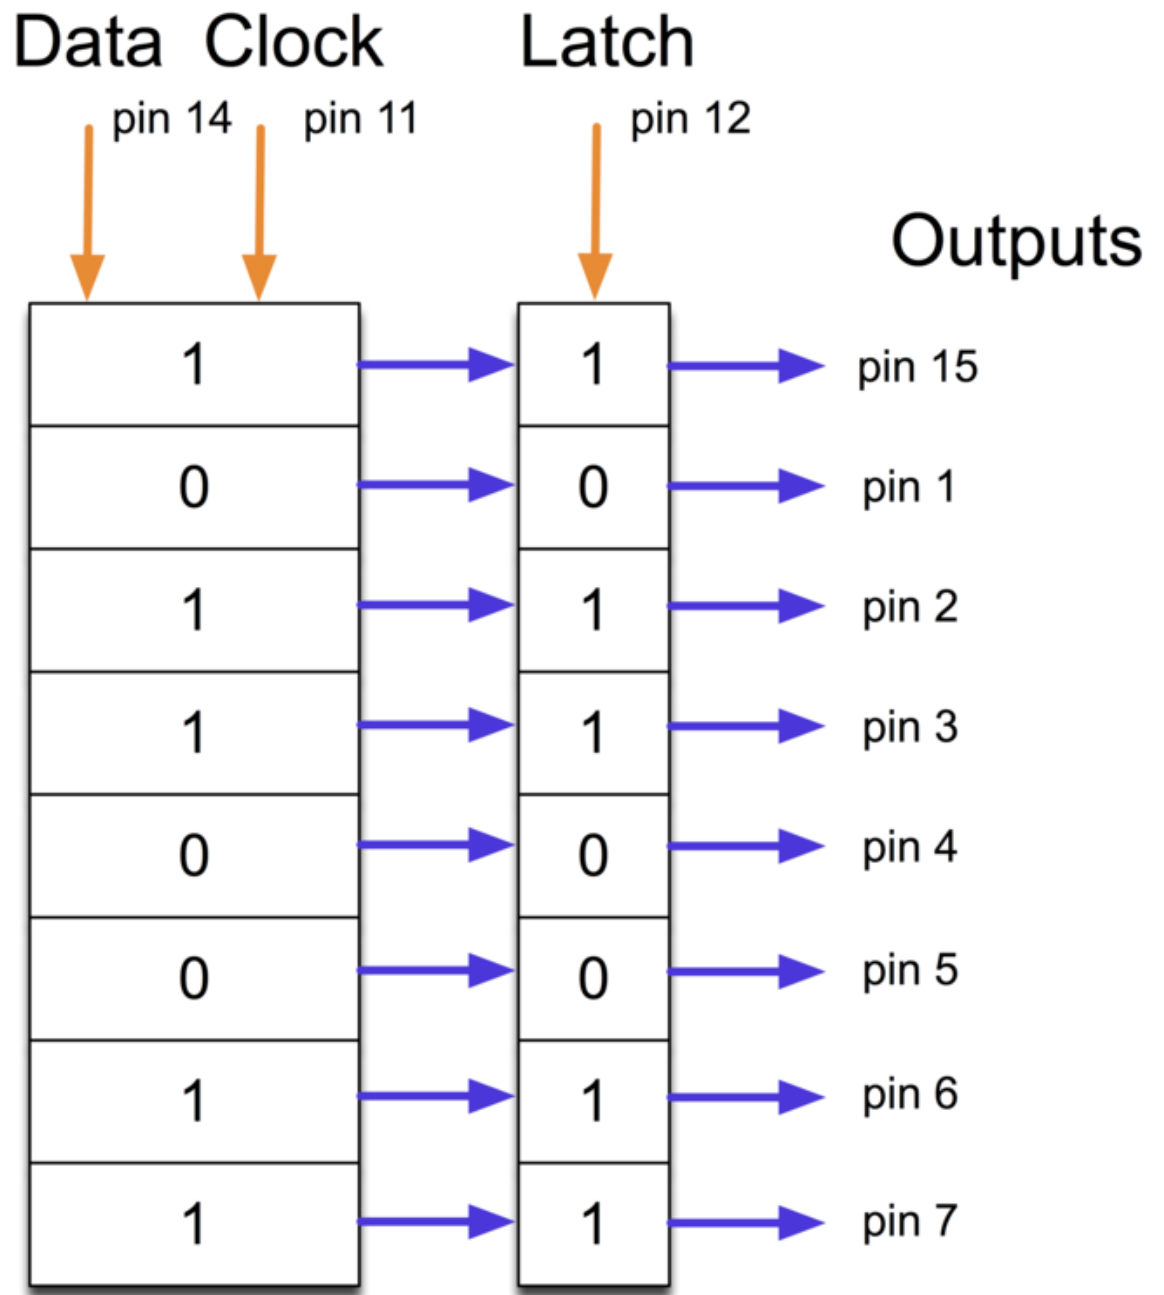 Data Clock Latch
pin 14 pin 11 pin 12
Outputs
1 1 pin 15
0 0 pin 1
1 1 pin 2
1 1 pin 3
0 0 pin 4
0 0 pin 5
1 1 pin 6
1 1 pin 7